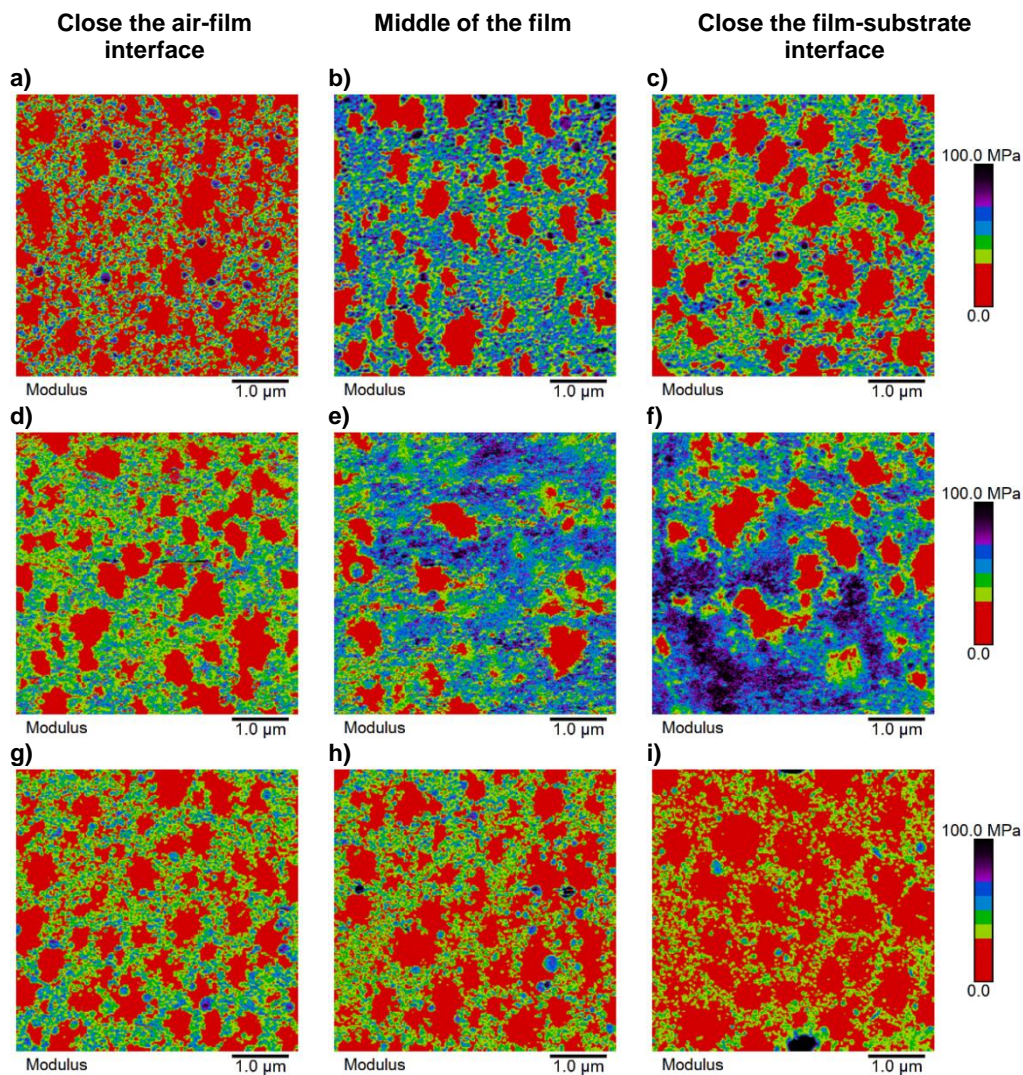 Close the air-film
interface
Middle of the film
Close the film-substrate
interface
a)
b)
c)
100.0 MPa
0.0
Modulus
1.0 µm
Modulus
1.0 µm
Modulus
1.0 µm
d)
e)
f)
100.0 MPa
0.0
Modulus
1.0 µm
Modulus
1.0 µm
Modulus
1.0 µm
g)
h)
i)
100.0 MPa
0.0
Modulus
1.0 µm
Modulus
1.0 µm
Modulus
1.0 µm